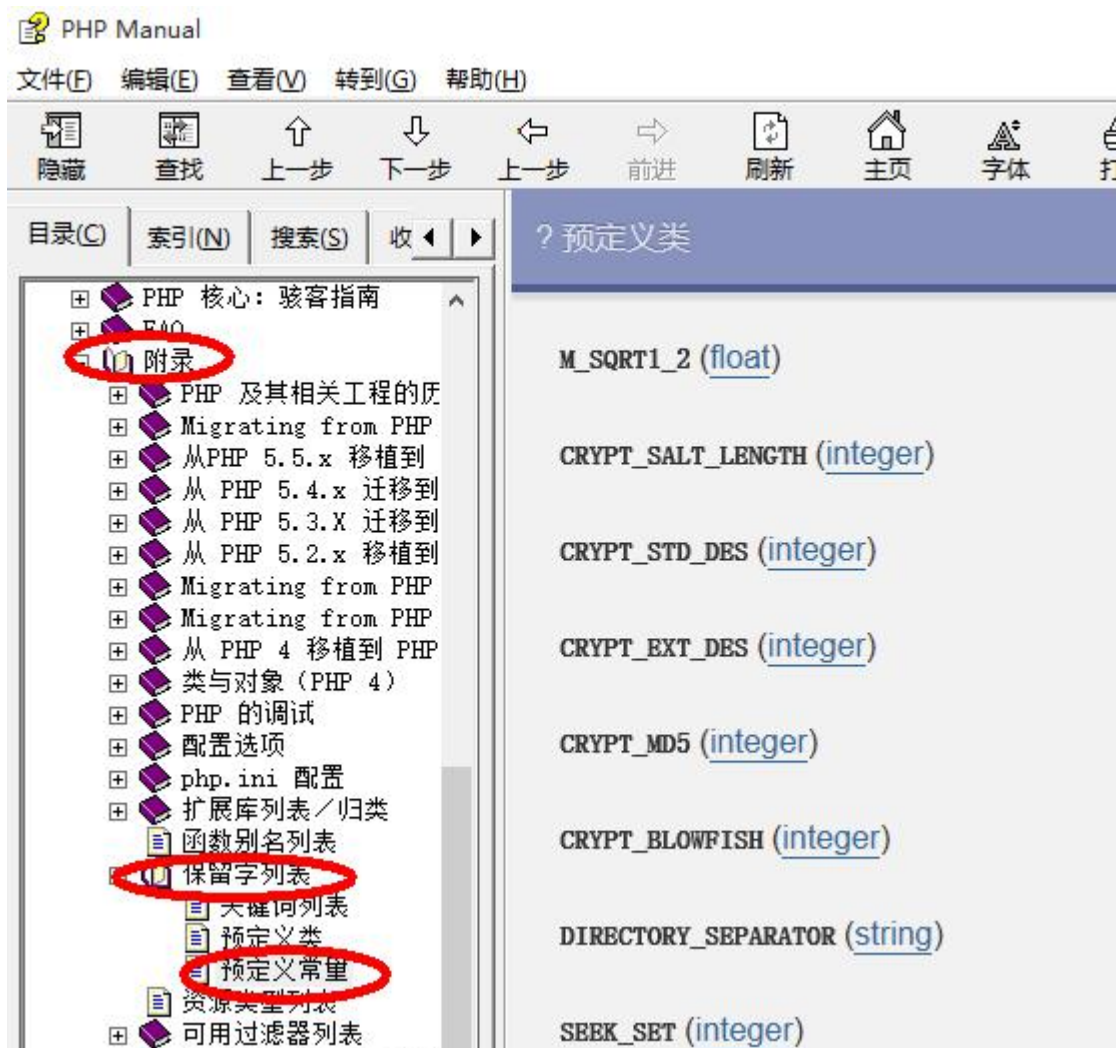 PHP Manual
文件(F) 编辑(E) 查看(V) 转到(G) 帮助(H)
隐藏 查找 上一步 下一步 上一步 前进 刷新 主页 字体
目录(C) 索引(N) 搜索(S) 收
? 预定义类
PHP 核心: 骇客指南
FAQ
附录
PHP 及其相关工程的历
Migrating from PHP
从PHP 5.5.x 移植到
从 PHP 5.4.x 迁移到
从 PHP 5.3.X 迁移到
从 PHP 5.2.x 移植到
Migrating from PHP
Migrating from PHP
从 PHP 4 移植到 PHP
类与对象（PHP 4）
PHP 的调试
配置选项
php.ini 配置
扩展库列表／归类
函数别名列表
保留字列表
关键词列表
预定义类
预定义常量
资源类型列表
可用过滤器列表
M_SQRT1_2 (float)
CRYPT_SALT_LENGTH (integer)
CRYPT_STD_DES (integer)
CRYPT_EXT_DES (integer)
CRYPT_MD5 (integer)
CRYPT_BLOWFISH (integer)
DIRECTORY_SEPARATOR (string)
SEEK_SET (integer)